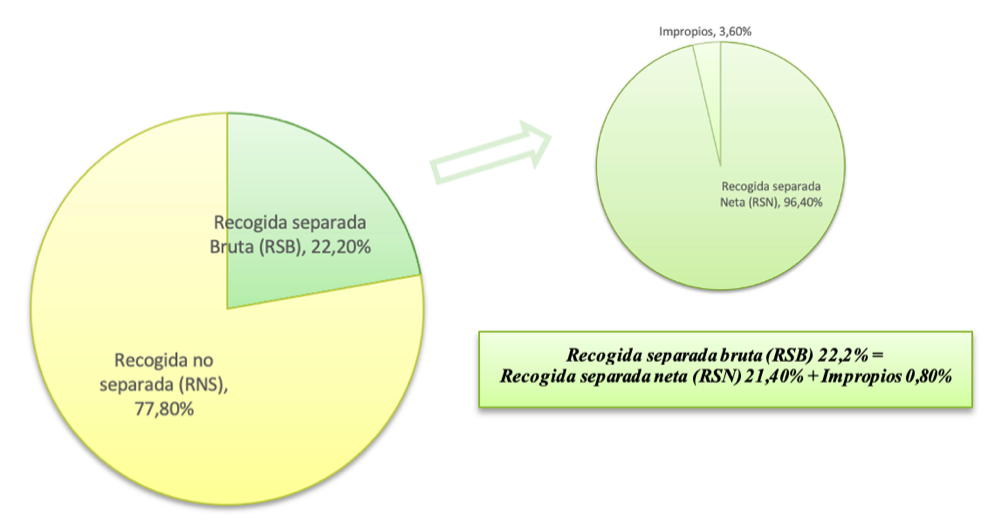 Impropios, 3,60%
Recogida separada
Neta (RSN), 96,40%
Recogida separada
Bruta (RSB), 22,20%
Recogida no
separada (RNS),
77,80%
Recogida separada bruta (RSB) 22,2% =
Recogida separada neta (RSN) 21,40% + Impropios 0,80%